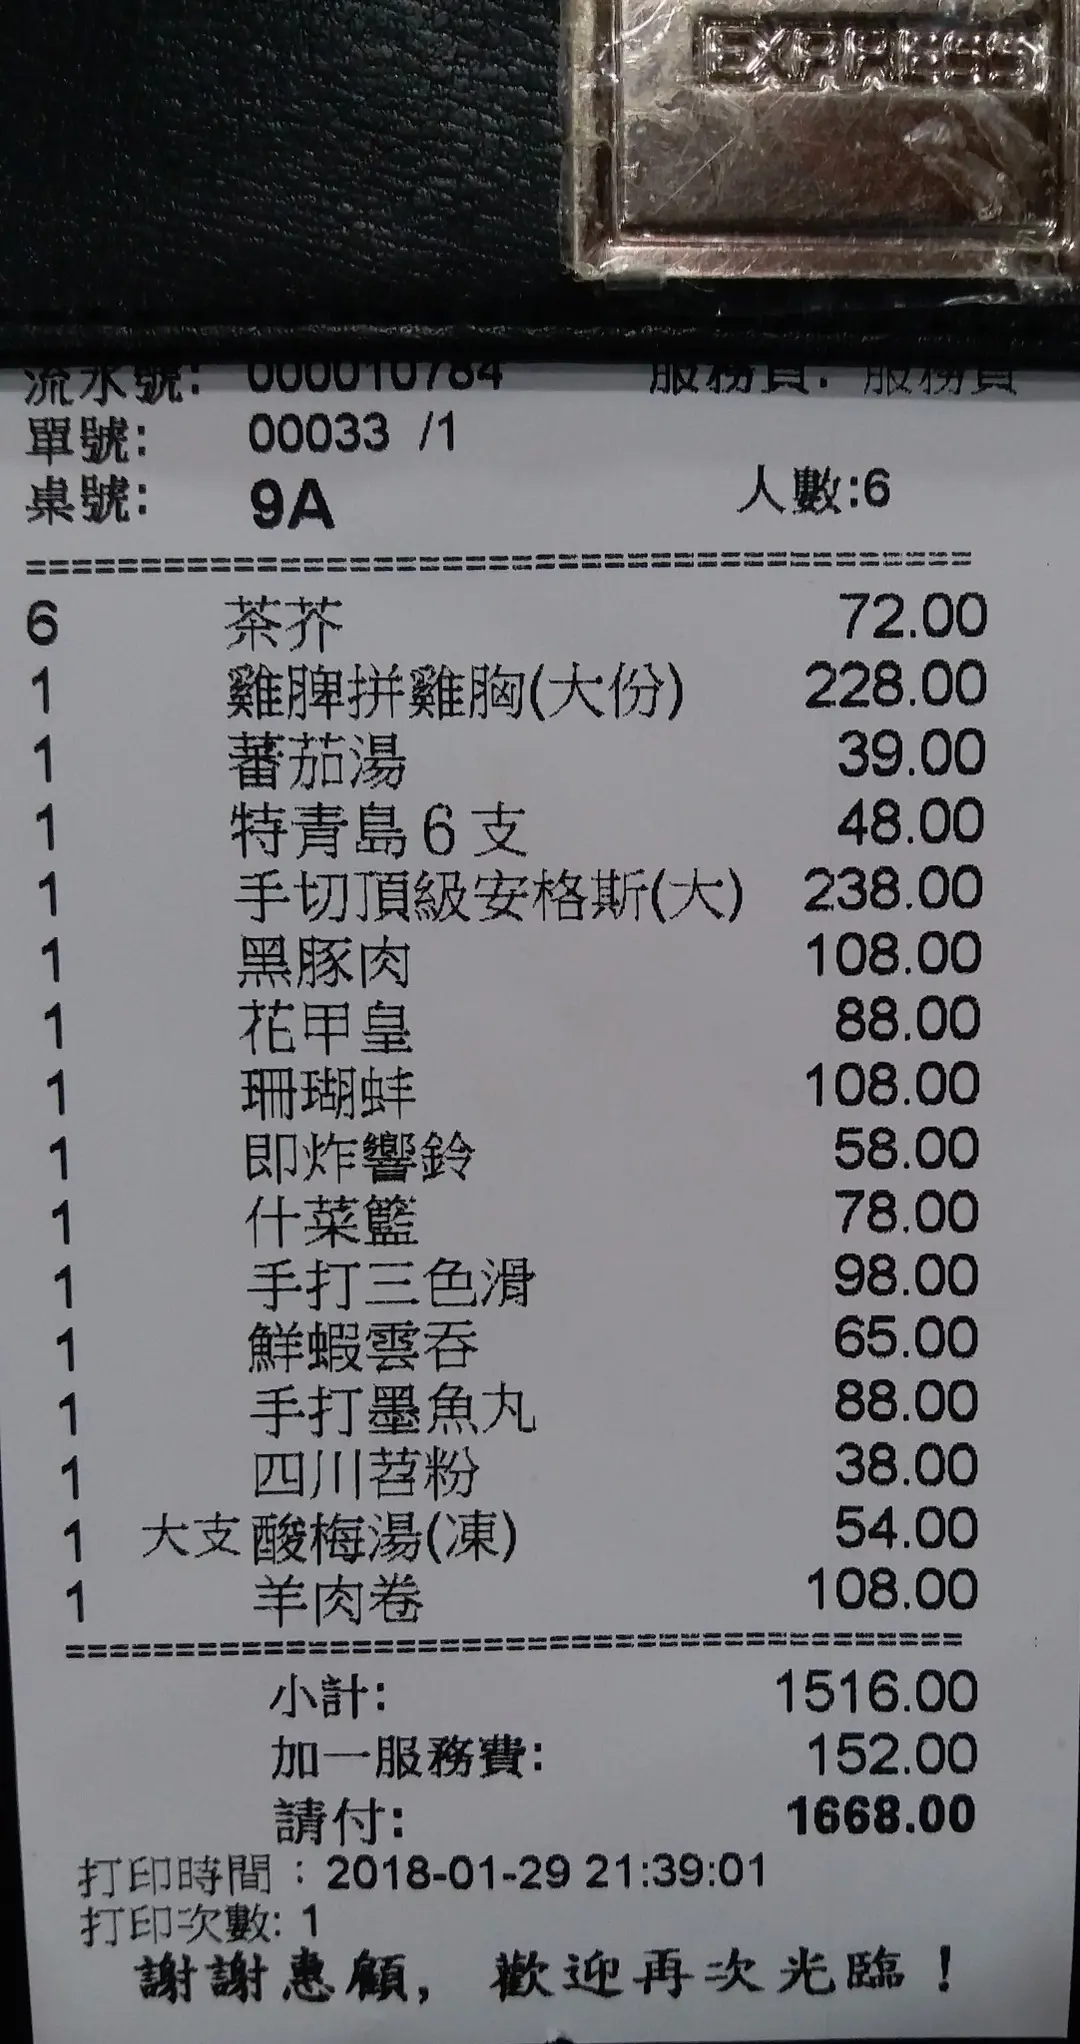 EXPRESS
流水號: 000010784 服務員: 服務員
單號: 00033 /1
桌號: 9A 人數:6
=========================================
6 茶芥 72.00
1 雞脾拼雞胸(大份) 228.00
1 蕃茄湯 39.00
1 特青島6支 48.00
1 手切頂級安格斯(大) 238.00
1 黑豚肉 108.00
1 花甲皇 88.00
1 珊瑚蚌 108.00
1 即炸響鈴 58.00
1 什菜籃 78.00
1 手打三色滑 98.00
1 鮮蝦雲吞 65.00
1 手打墨魚丸 88.00
1 四川苕粉 38.00
1 大支酸梅湯(凍) 54.00
1 羊肉卷 108.00
=========================================
小計: 1516.00
加一服務費: 152.00
請付: 1668.00
打印時間：2018-01-29 21:39:01
打印次數: 1
謝謝惠顧，歡迎再次光臨！